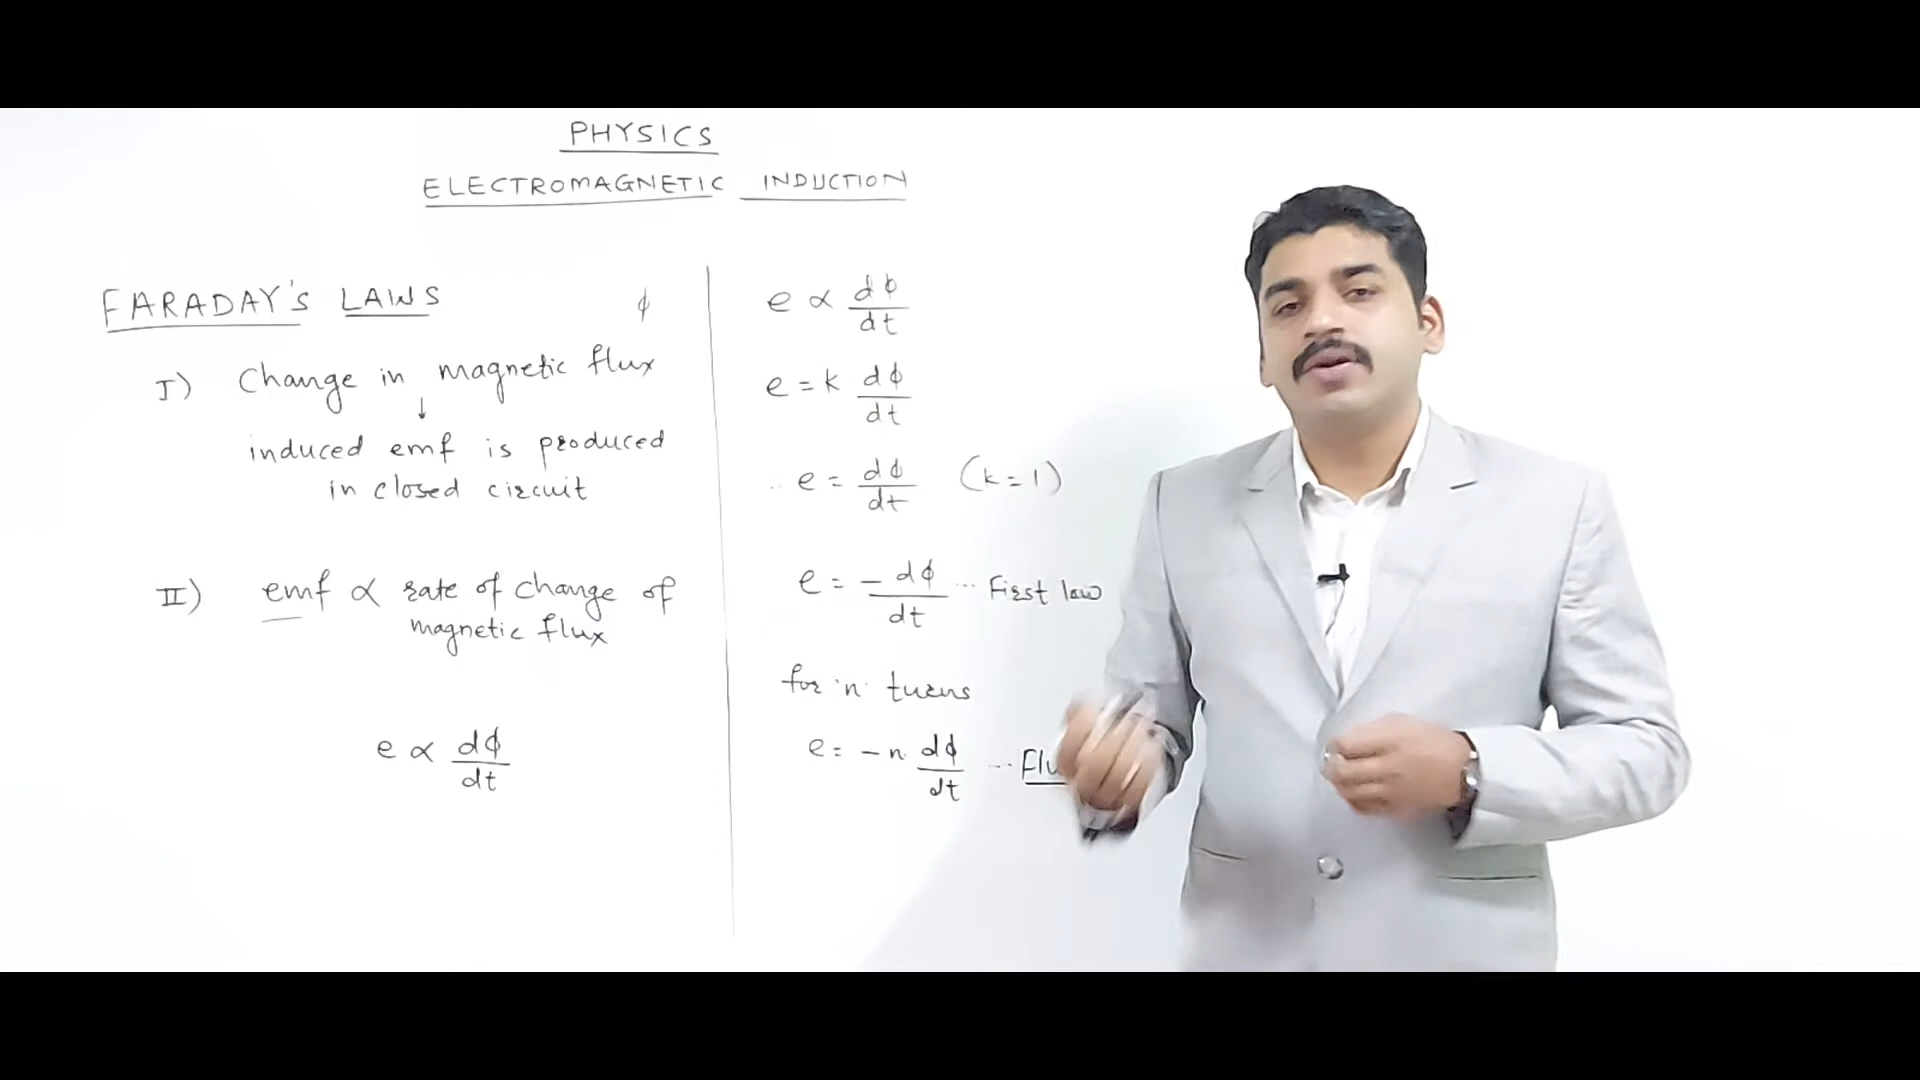 PHYSICS
ELECTROMAGNETIC INDUCTION
FARADAY'S LAWS
ϕ
I) Change in magnetic flux
↓
induced emf is produced
in closed circuit
II) emf ∝ rate of change of
magnetic flux
e ∝ dϕ/dt
e ∝ dϕ/dt
e = k dϕ/dt
∴ e = dϕ/dt (k = 1)
e = - dϕ/dt ... First law
for 'n' turns
e = - n dϕ/dt ...